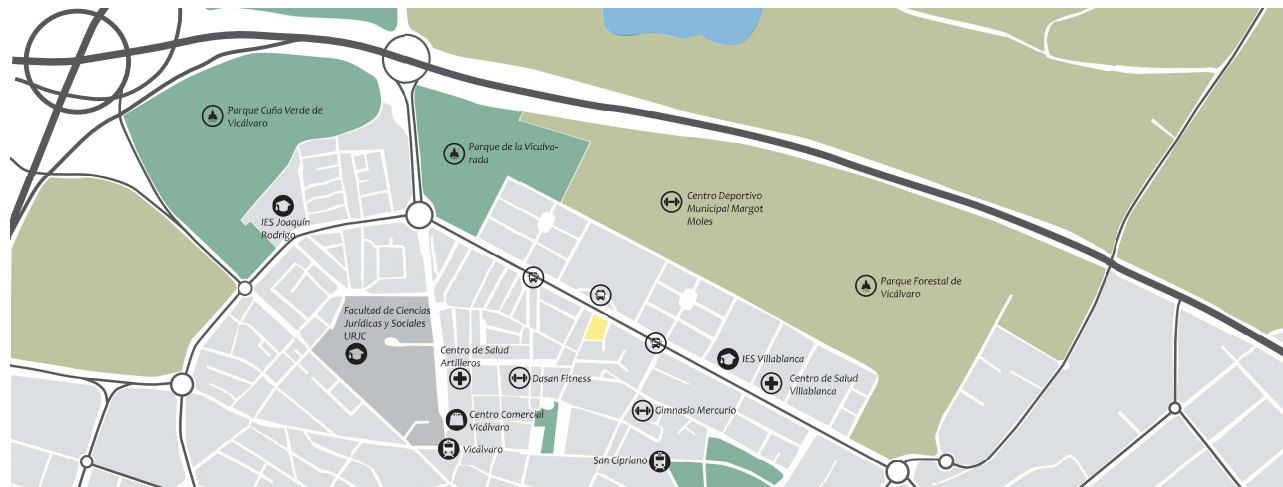 Parque Cuña Verde de
Vicálvaro
Parque de la Vicalva-
rada
IES Joaquín
Rodrigo
Centro Deportivo
Municipal Margot
Moles
Parque Forestal de
Vicálvaro
Facultad de Ciencias
Jurídicas y Sociales
URJC
Centro de Salud
Artilleros
Dasan Fitness
IES Villablanca
Centro de Salud
Villablanca
Centro Comercial
Vicálvaro
Gimnasio Mercurio
Vicálvaro
San Cipriano